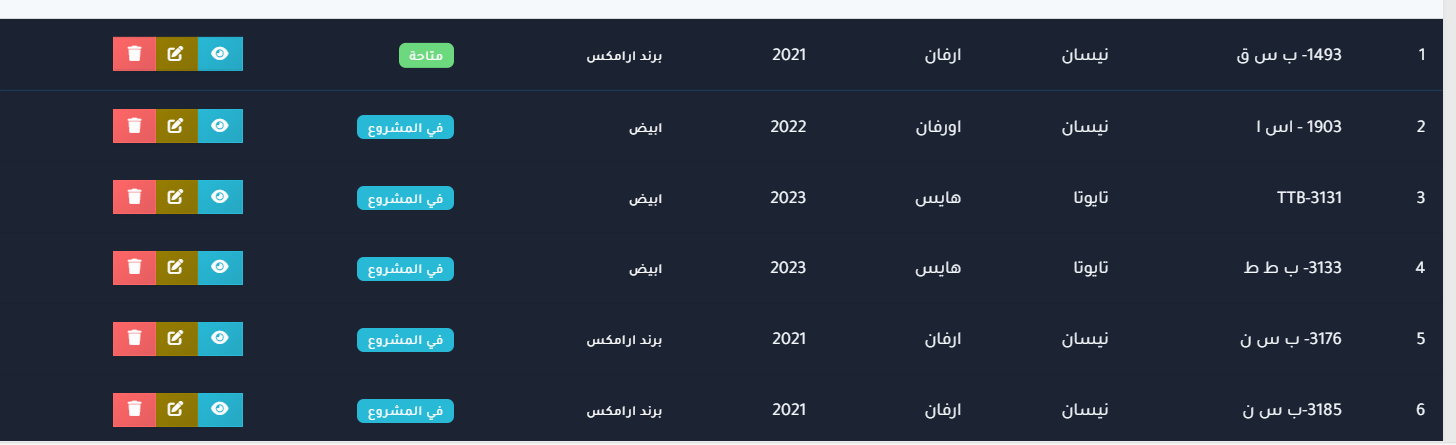 1 1493- ب س ق نيسان ارفان 2021 برند ارامكس متاحة
2 1903 - اس ا نيسان اورفان 2022 ابيض في المشروع
3 TTB-3131 تايوتا هايس 2023 ابيض في المشروع
4 3133- ب ط ط تايوتا هايس 2023 ابيض في المشروع
5 3176- ب س ن نيسان ارفان 2021 برند ارامكس في المشروع
6 3185-ب س ن نيسان ارفان 2021 برند ارامكس في المشروع